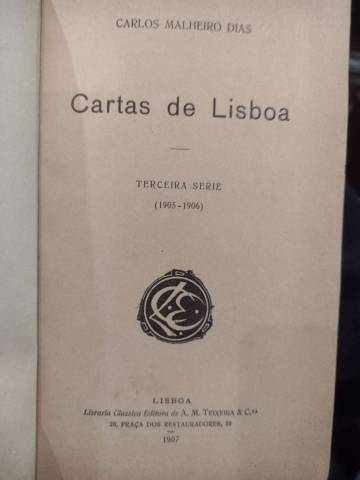 CARLOS MALHEIRO DIAS
Cartas de Lisboa
TERCEIRA SERIE
(1905-1906)
LISBOA
Livraria Classica Editora de A. M. TEIXEIRA & C.ta
20, PRAÇA DOS RESTAURADORES, 20
1907